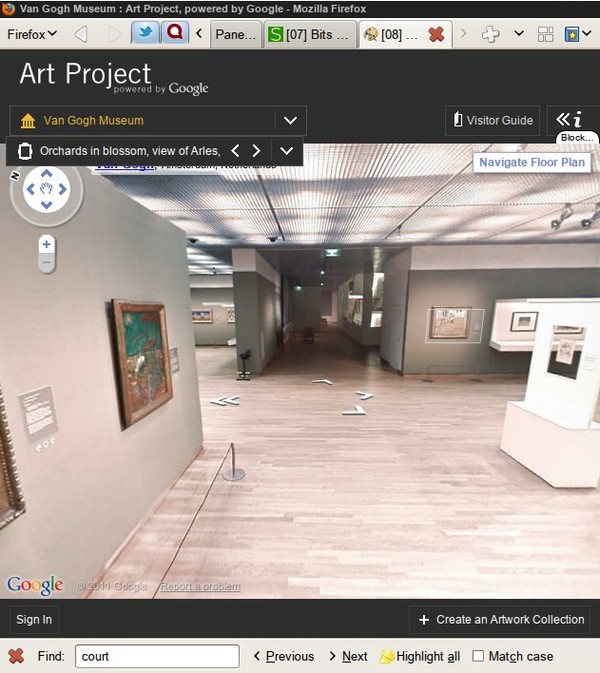 Van Gogh Museum : Art Project, powered by Google - Mozilla Firefox
Firefox
Pane...
[07] Bits ...
[08] ...
Art Project
powered by Google
Van Gogh Museum
Visitor Guide
Block...
Orchards in blossom, view of Arles,
Van Gogh, Amsterdam, Netherlands
Navigate Floor Plan
N
Google
© 2011 Google
Report a problem
Sign In
Create an Artwork Collection
Find:
court
Previous
Next
Highlight all
Match case